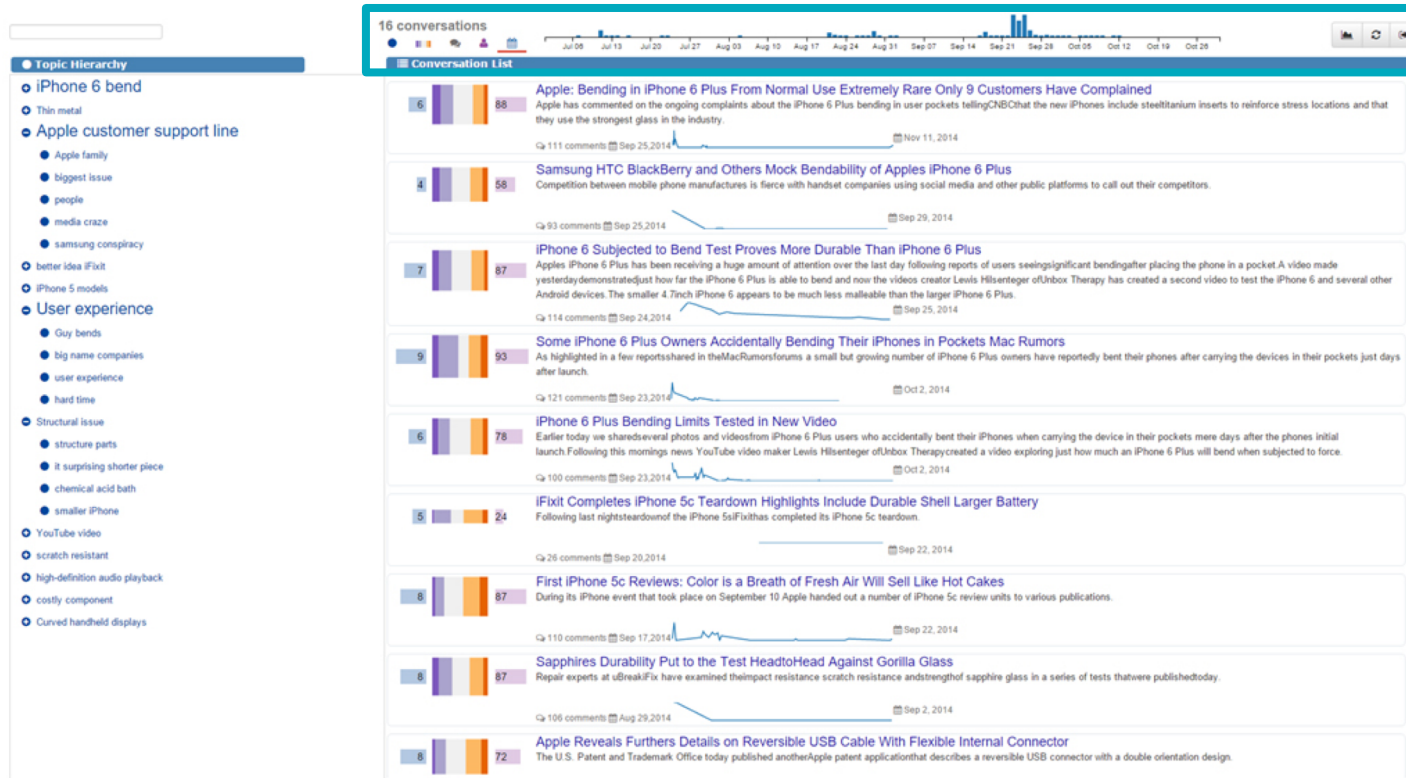 16 conversations
Jul 06 Jul 13 Jul 20 Jul 27 Aug 03 Aug 10 Aug 17 Aug 24 Aug 31 Sep 07 Sep 14 Sep 21 Sep 28 Oct 05 Oct 12 Oct 19 Oct 26
Topic Hierarchy
iPhone 6 bend
Thin metal
Apple customer support line
Apple family
biggest issue
people
media craze
samsung conspiracy
better idea iFixit
iPhone 5 models
User experience
Guy bends
big name companies
user experience
hard time
Structural issue
structure parts
it surprising shorter piece
chemical acid bath
smaller iPhone
YouTube video
scratch resistant
high-definition audio playback
costly component
Curved handheld displays
Conversation List
6 88
Apple: Bending in iPhone 6 Plus From Normal Use Extremely Rare Only 9 Customers Have Complained
Apple has commented on the ongoing complaints about the iPhone 6 Plus bending in user pockets tellingCNBCthat the new iPhones include steeltitanium inserts to reinforce stress locations and that
they use the strongest glass in the industry.
111 comments Sep 25,2014 Nov 11, 2014
4 58
Samsung HTC BlackBerry and Others Mock Bendability of Apples iPhone 6 Plus
Competition between mobile phone manufactures is fierce with handset companies using social media and other public platforms to call out their competitors.
93 comments Sep 25,2014 Sep 29, 2014
7 87
iPhone 6 Subjected to Bend Test Proves More Durable Than iPhone 6 Plus
Apples iPhone 6 Plus has been receiving a huge amount of attention over the last day following reports of users seeingsignificant bendingafter placing the phone in a pocket.A video made
yesterdaydemonstratedjust how far the iPhone 6 Plus is able to bend and now the videos creator Lewis Hilsenteger ofUnbox Therapy has created a second video to test the iPhone 6 and several other
Android devices.The smaller 4.7inch iPhone 6 appears to be much less malleable than the larger iPhone 6 Plus.
114 comments Sep 24,2014 Sep 25, 2014
9 93
Some iPhone 6 Plus Owners Accidentally Bending Their iPhones in Pockets Mac Rumors
As highlighted in a few reportsshared in theMacRumorsforums a small but growing number of iPhone 6 Plus owners have reportedly bent their phones after carrying the devices in their pockets just days
after launch.
121 comments Sep 23,2014 Oct 2, 2014
6 78
iPhone 6 Plus Bending Limits Tested in New Video
Earlier today we sharedseveral photos and videosfrom iPhone 6 Plus users who accidentally bent their iPhones when carrying the device in their pockets mere days after the phones initial
launch.Following this mornings news YouTube video maker Lewis Hilsenteger ofUnbox Therapycreated a video exploring just how much an iPhone 6 Plus will bend when subjected to force.
100 comments Sep 23,2014 Oct 2, 2014
5 24
iFixit Completes iPhone 5c Teardown Highlights Include Durable Shell Larger Battery
Following last nightsteardownof the iPhone 5siFixithas completed its iPhone 5c teardown.
26 comments Sep 20,2014 Sep 22, 2014
8 87
First iPhone 5c Reviews: Color is a Breath of Fresh Air Will Sell Like Hot Cakes
During its iPhone event that took place on September 10 Apple handed out a number of iPhone 5c review units to various publications.
110 comments Sep 17,2014 Sep 22, 2014
8 87
Sapphires Durability Put to the Test HeadtoHead Against Gorilla Glass
Repair experts at uBreakiFix have examined theimpact resistance scratch resistance andstrengthof sapphire glass in a series of tests thatwere publishedtoday.
106 comments Aug 29,2014 Sep 2, 2014
8 72
Apple Reveals Furthers Details on Reversible USB Cable With Flexible Internal Connector
The U.S. Patent and Trademark Office today published anotherApple patent applicationthat describes a reversible USB connector with a double orientation design.